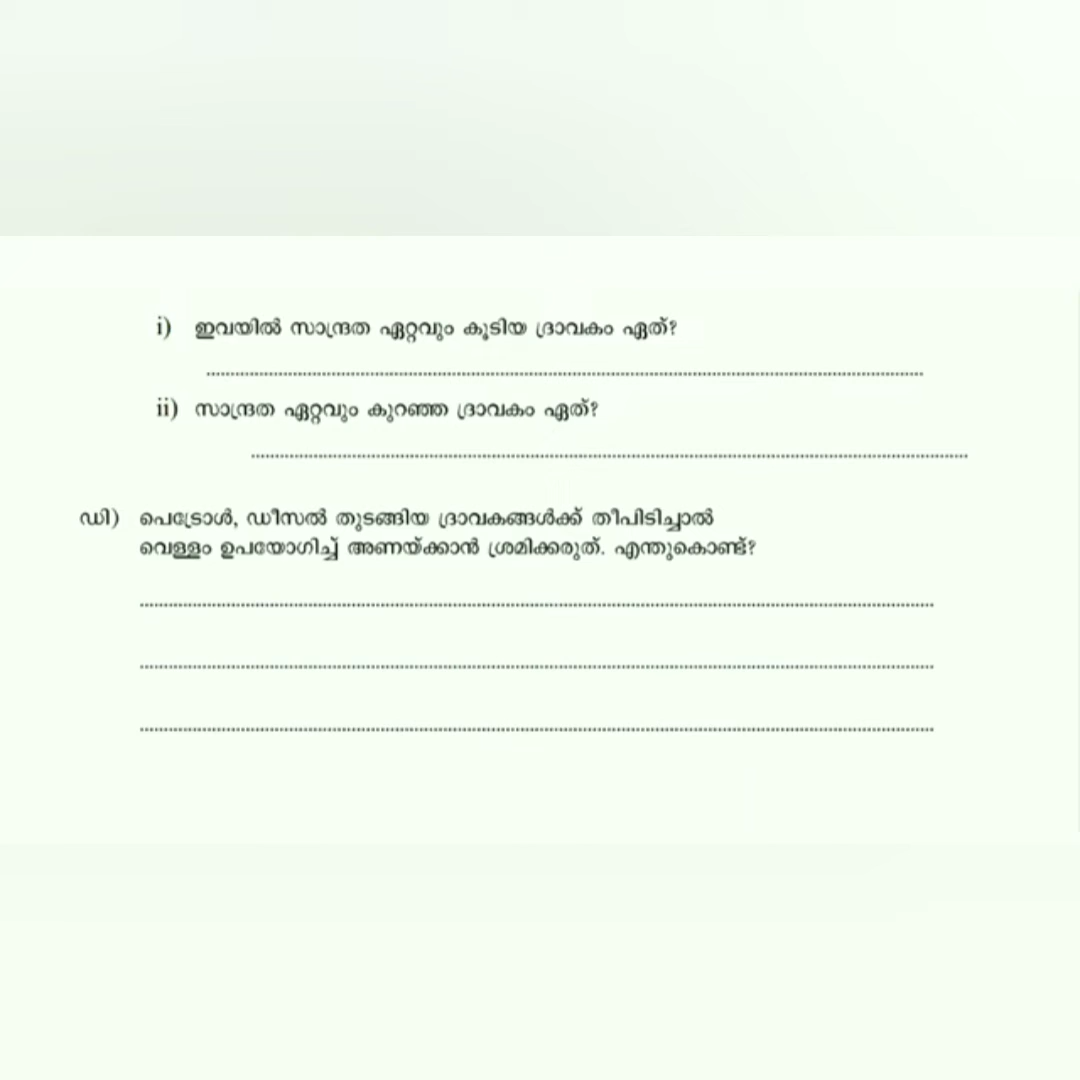 i) ഇവയിൽ സാന്ദ്രത ഏറ്റവും കൂടിയ ദ്രാവകം ഏത്?
ii) സാന്ദ്രത ഏറ്റവും കുറഞ്ഞ ദ്രാവകം ഏത്?
ഡി) പെട്രോൾ, ഡീസൽ തുടങ്ങിയ ദ്രാവകങ്ങൾക്ക് തീപിടിച്ചാൽ
വെള്ളം ഉപയോഗിച്ച് അണയ്ക്കാൻ ശ്രമിക്കരുത്. എന്തുകൊണ്ട്?